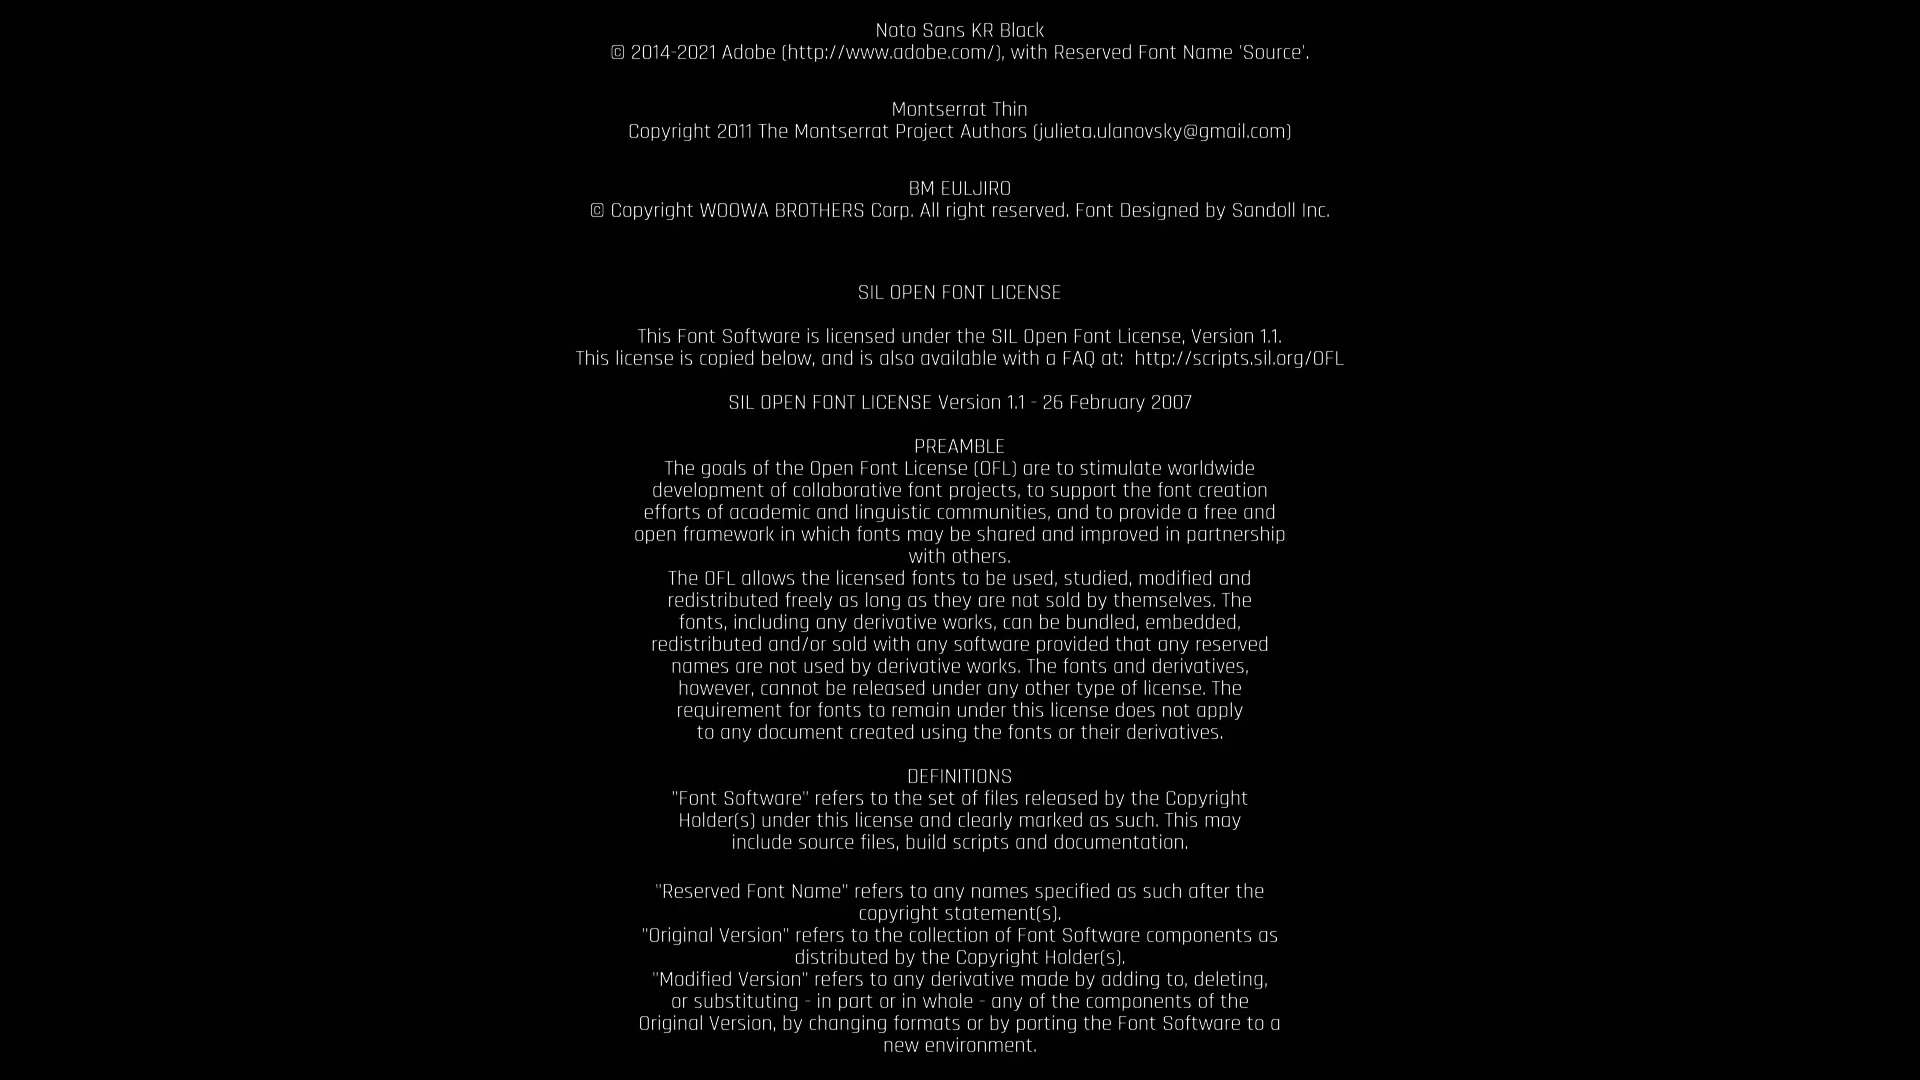 Noto Sans KR Black
© 2014-2021 Adobe (http://www.adobe.com/), with Reserved Font Name 'Source'.
Montserrat Thin
Copyright 2011 The Montserrat Project Authors (julieta.ulanovsky@gmail.com)
BM EULJIRO
© Copyright WOOWA BROTHERS Corp. All right reserved. Font Designed by Sandoll Inc.
SIL OPEN FONT LICENSE
This Font Software is licensed under the SIL Open Font License, Version 1.1.
This license is copied below, and is also available with a FAQ at:  http://scripts.sil.org/OFL
SIL OPEN FONT LICENSE Version 1.1 - 26 February 2007
PREAMBLE
The goals of the Open Font License (OFL) are to stimulate worldwide
development of collaborative font projects, to support the font creation
efforts of academic and linguistic communities, and to provide a free and
open framework in which fonts may be shared and improved in partnership
with others.
The OFL allows the licensed fonts to be used, studied, modified and
redistributed freely as long as they are not sold by themselves. The
fonts, including any derivative works, can be bundled, embedded,
redistributed and/or sold with any software provided that any reserved
names are not used by derivative works. The fonts and derivatives,
however, cannot be released under any other type of license. The
requirement for fonts to remain under this license does not apply
to any document created using the fonts or their derivatives.
DEFINITIONS
"Font Software" refers to the set of files released by the Copyright
Holder(s) under this license and clearly marked as such. This may
include source files, build scripts and documentation.
"Reserved Font Name" refers to any names specified as such after the
copyright statement(s).
"Original Version" refers to the collection of Font Software components as
distributed by the Copyright Holder(s).
"Modified Version" refers to any derivative made by adding to, deleting,
or substituting - in part or in whole - any of the components of the
Original Version, by changing formats or by porting the Font Software to a
new environment.